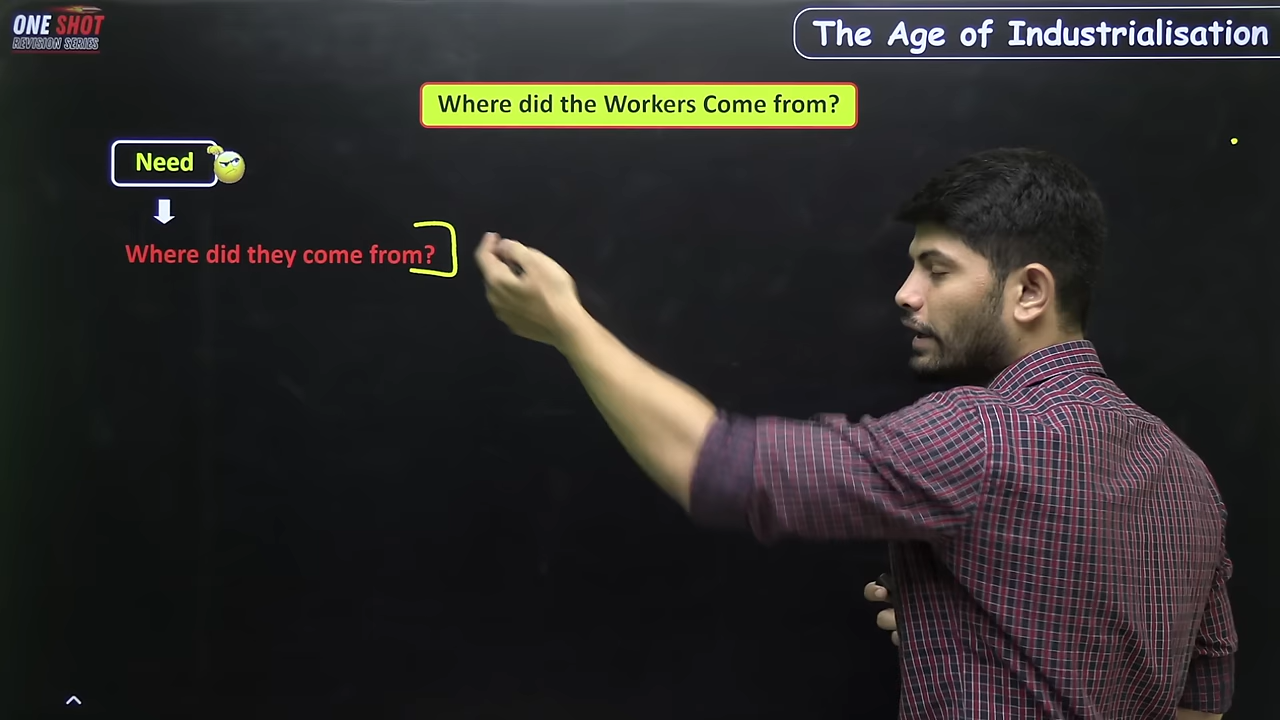 ONE SHOT
REVISION SERIES
The Age of Industrialisation
Where did the Workers Come from?
Need
Where did they come from?